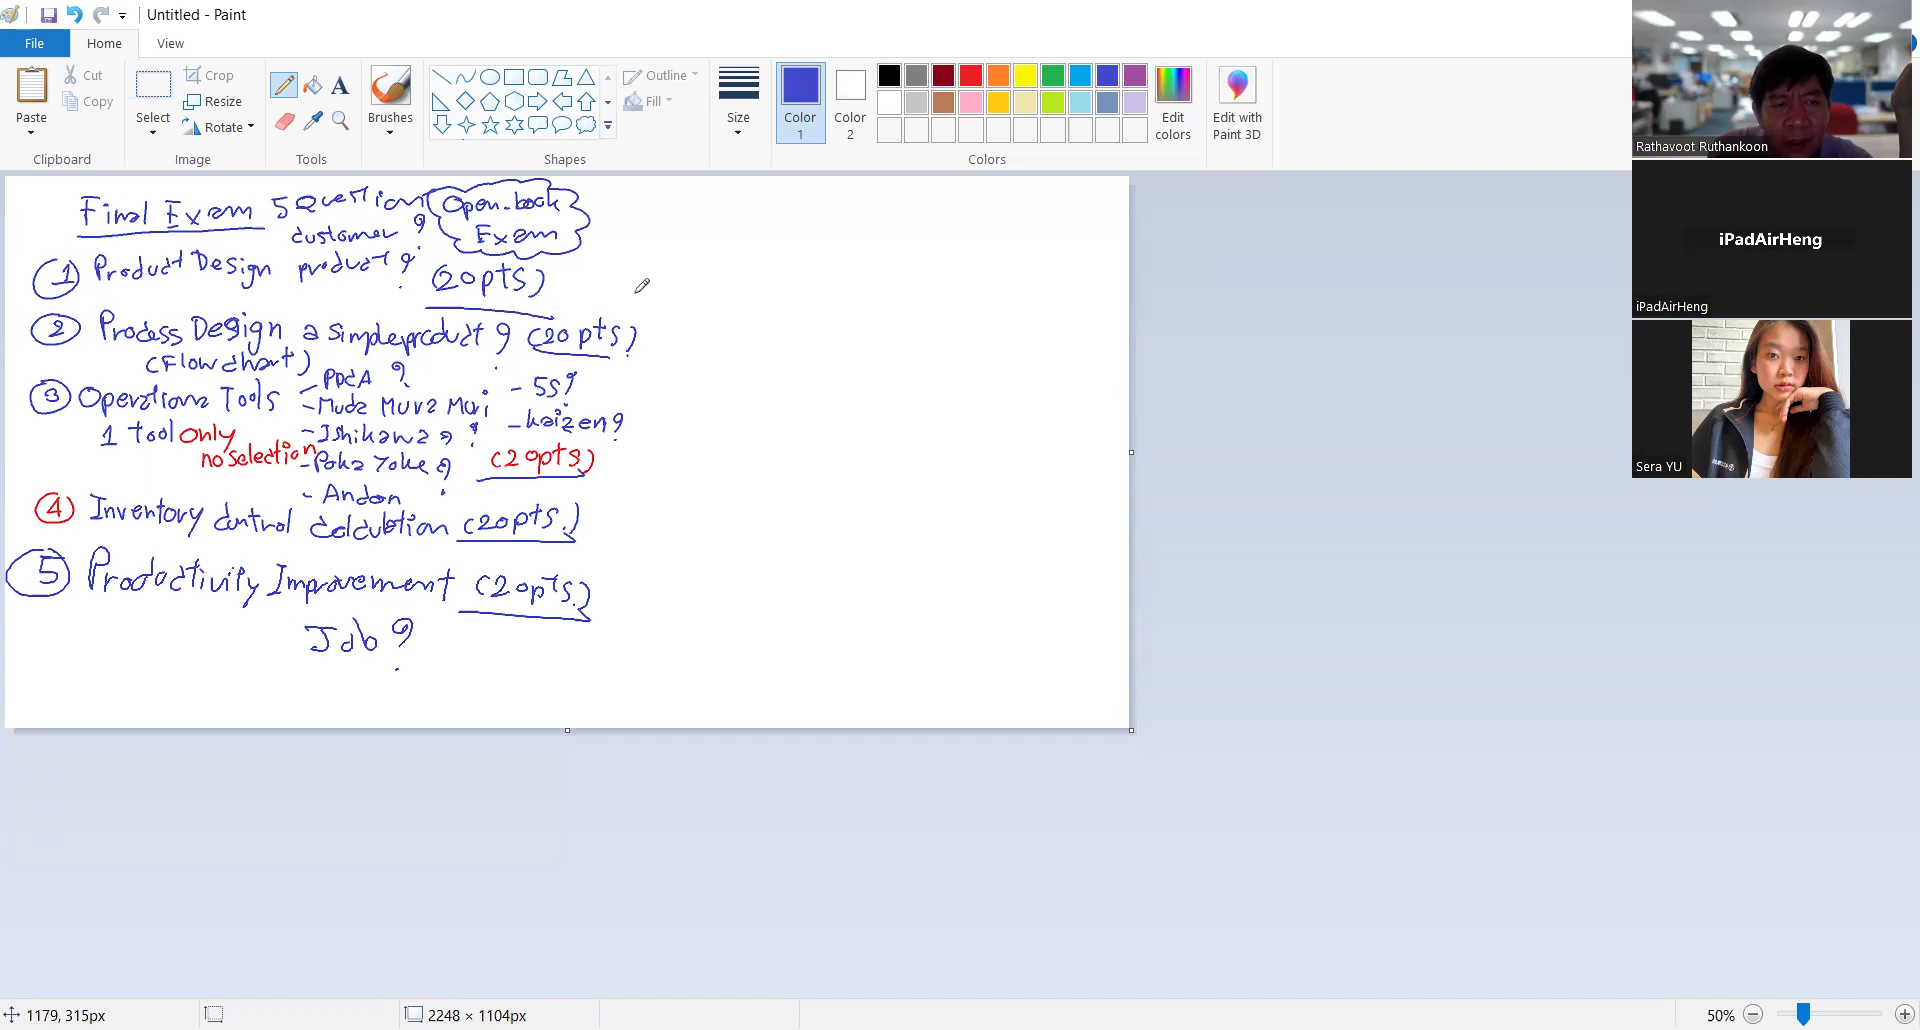 Untitled - Paint
File
Home
View
Paste
Cut
Copy
Clipboard
Select
Crop
Resize
Rotate
Image
Tools
Brushes
Shapes
Outline
Fill
Size
Color 1
Color 2
Colors
Edit colors
Edit with Paint 3D
Final Exam 5 Question
Open-book
Exam
customer ?
1 Product Design product ? (20pts)
2 Process Design a simple product ? (20 pts)
(Flowchart)
3 Operations Tools
1 tool only
no selection
- PDCA ?
- Muda Mura Muri ?
- Ishikawa ?
- Poka Yoke ?
- Andon
- 5S ?
- kaizen ?
(20pts)
4 Inventory control calculation (20pts.)
5 Productivity Improvement (20pts.)
Job ?
Rathavoot Ruthankoon
iPadAirHeng
iPadAirHeng
Sera YU
1179, 315px
2248 × 1104px
50%